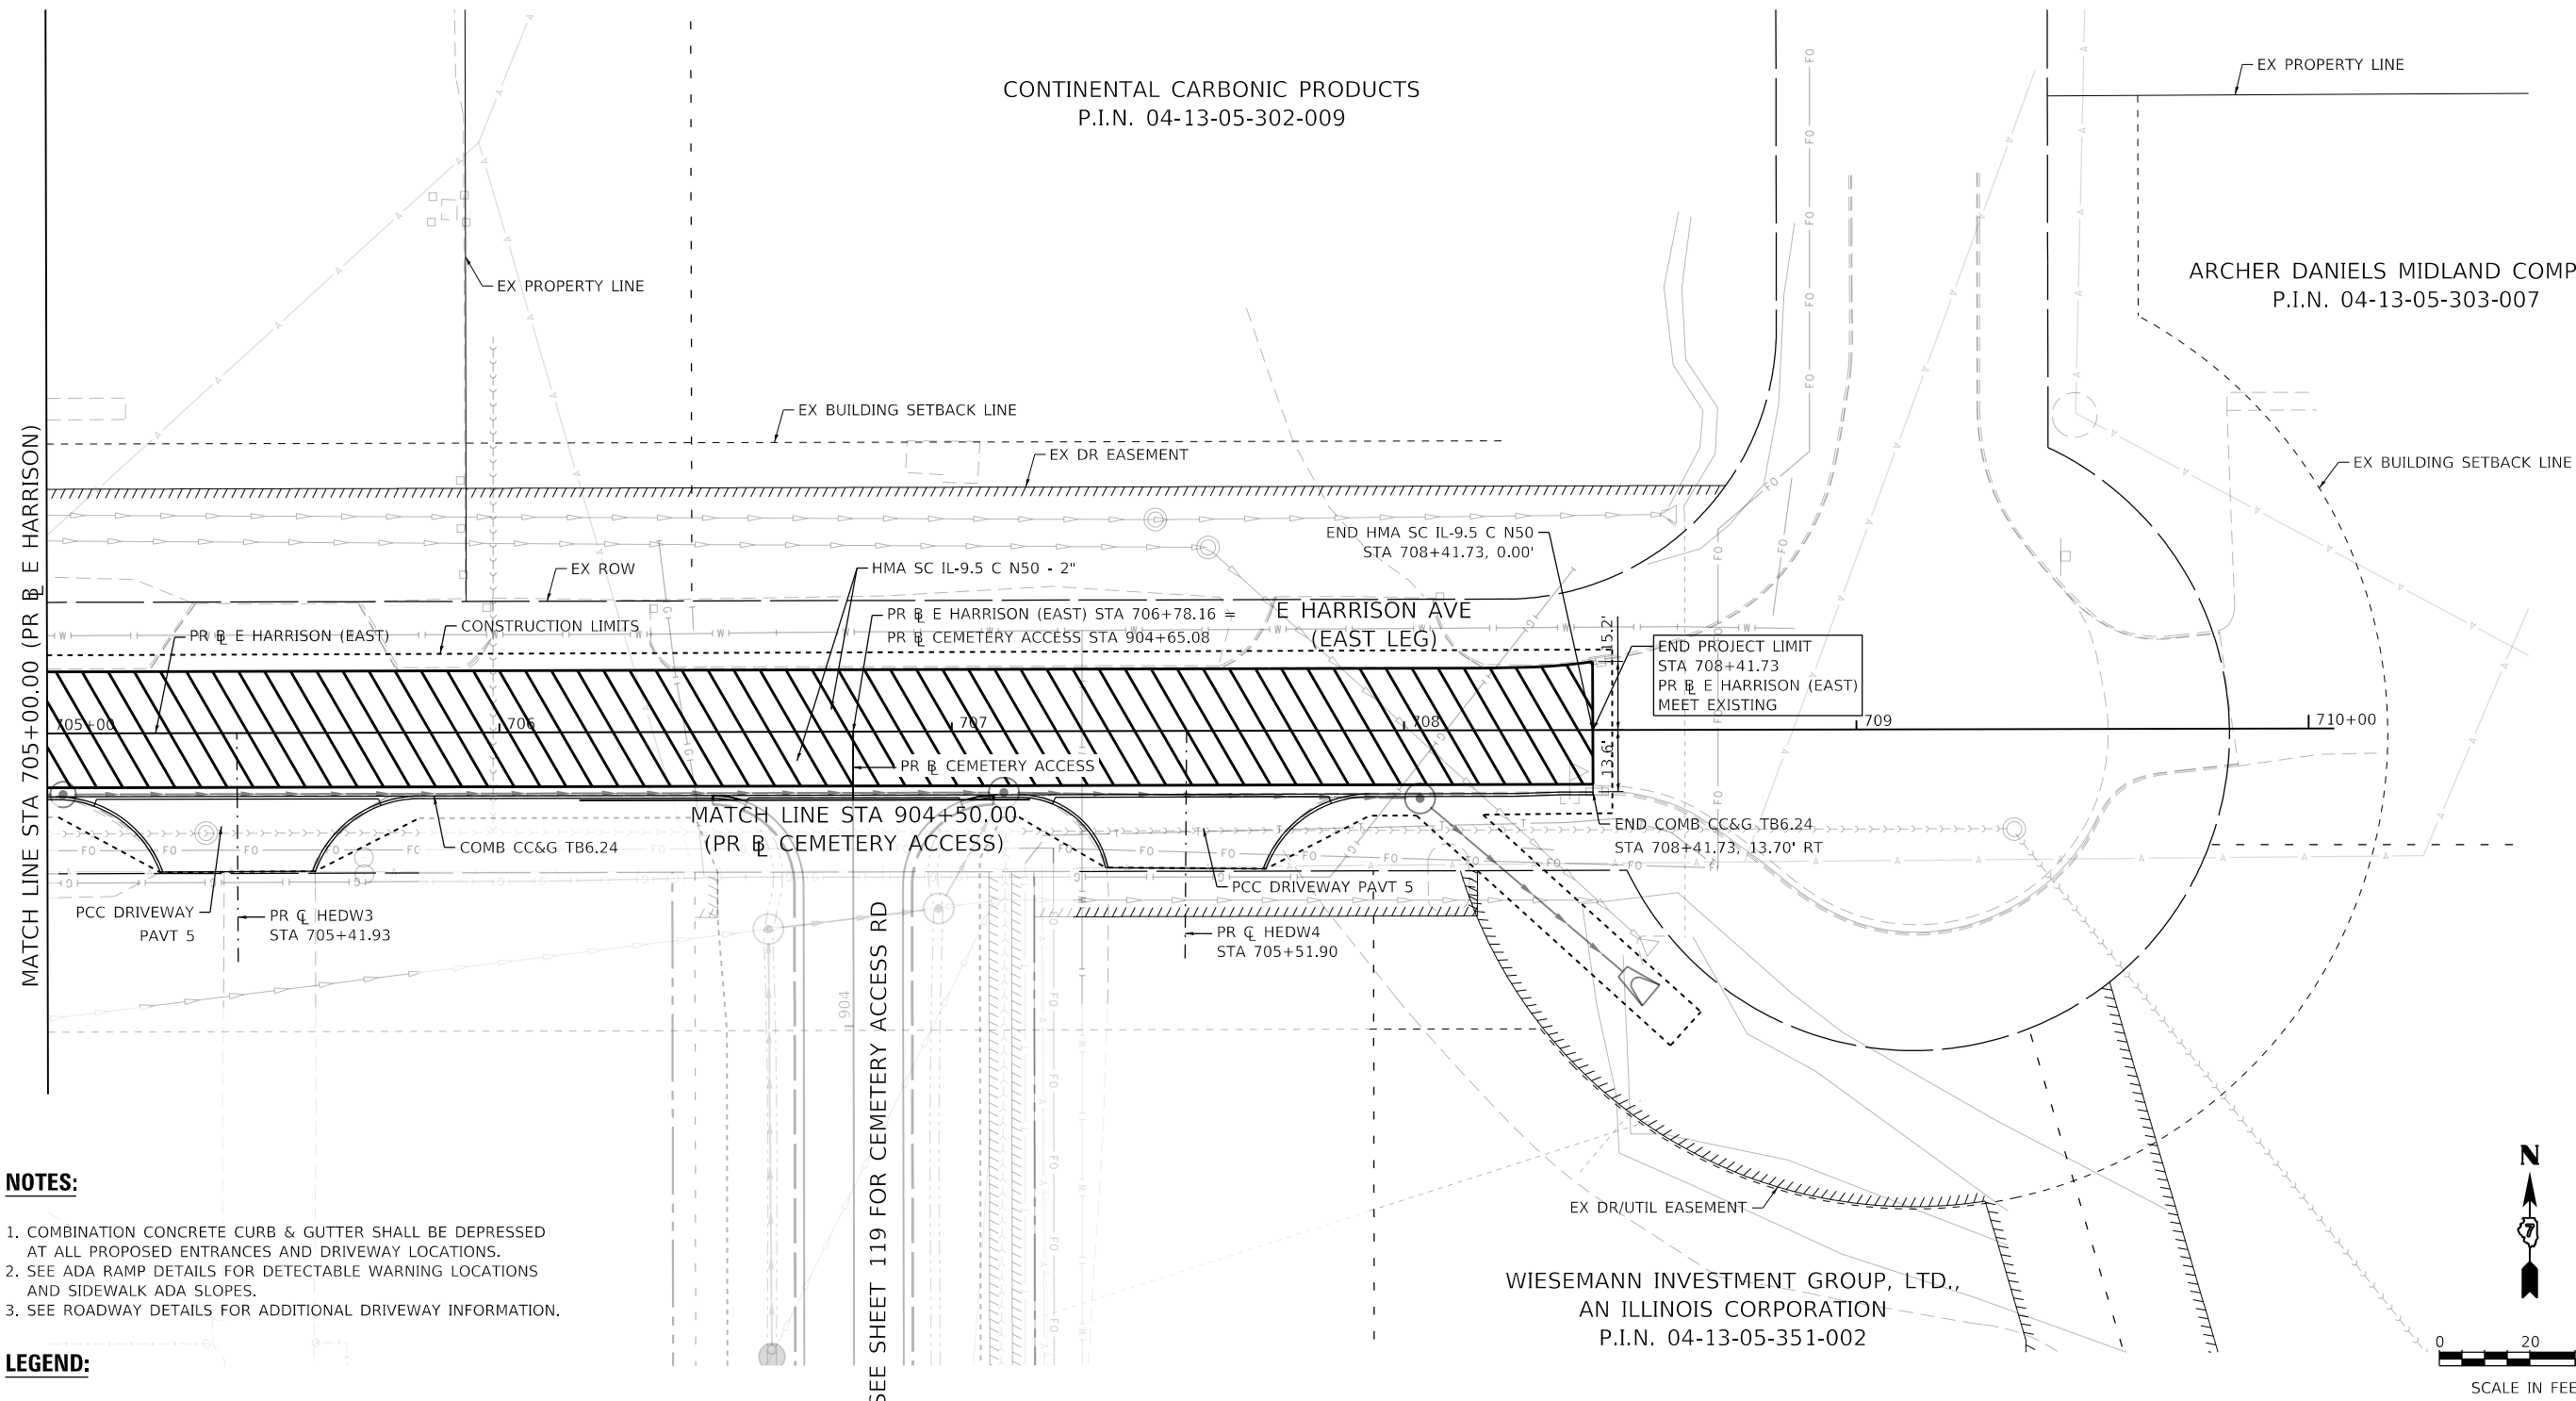 CONTINENTAL CARBONIC PRODUCTS
P.I.N. 04-13-05-302-009
EX PROPERTY LINE
ARCHER DANIELS MIDLAND COMP
P.I.N. 04-13-05-303-007
EX PROPERTY LINE
EX BUILDING SETBACK LINE
EX DR EASEMENT
EX BUILDING SETBACK LINE
END HMA SC IL-9.5 C N50
STA 708+41.73, 0.00'
EX ROW
HMA SC IL-9.5 C N50 - 2"
PR BL E HARRISON (EAST) STA 706+78.16 =
PR BL CEMETERY ACCESS STA 904+65.08
E HARRISON AVE
(EAST LEG)
PR BL E HARRISON (EAST)
CONSTRUCTION LIMITS
15.2'
END PROJECT LIMIT
STA 708+41.73
PR BL E HARRISON (EAST)
MEET EXISTING
MATCH LINE STA 705+00.00 (PR BL E HARRISON)
705+00
706
707
708
709
710+00
13.6'
PR BL CEMETERY ACCESS
MATCH LINE STA 904+50.00
(PR BL CEMETERY ACCESS)
COMB CC&G TB6.24
END COMB CC&G TB6.24
STA 708+41.73, 13.70' RT
PCC DRIVEWAY
PAVT 5
PR CL HEDW3
STA 705+41.93
PCC DRIVEWAY PAVT 5
PR CL HEDW4
STA 705+51.90
904
SEE SHEET 119 FOR CEMETERY ACCESS RD
EX DR/UTIL EASEMENT
WIESEMANN INVESTMENT GROUP, LTD.,
AN ILLINOIS CORPORATION
P.I.N. 04-13-05-351-002
NOTES:
1. COMBINATION CONCRETE CURB & GUTTER SHALL BE DEPRESSED
AT ALL PROPOSED ENTRANCES AND DRIVEWAY LOCATIONS.
2. SEE ADA RAMP DETAILS FOR DETECTABLE WARNING LOCATIONS
AND SIDEWALK ADA SLOPES.
3. SEE ROADWAY DETAILS FOR ADDITIONAL DRIVEWAY INFORMATION.
LEGEND:
N
7
0 20
SCALE IN FEE